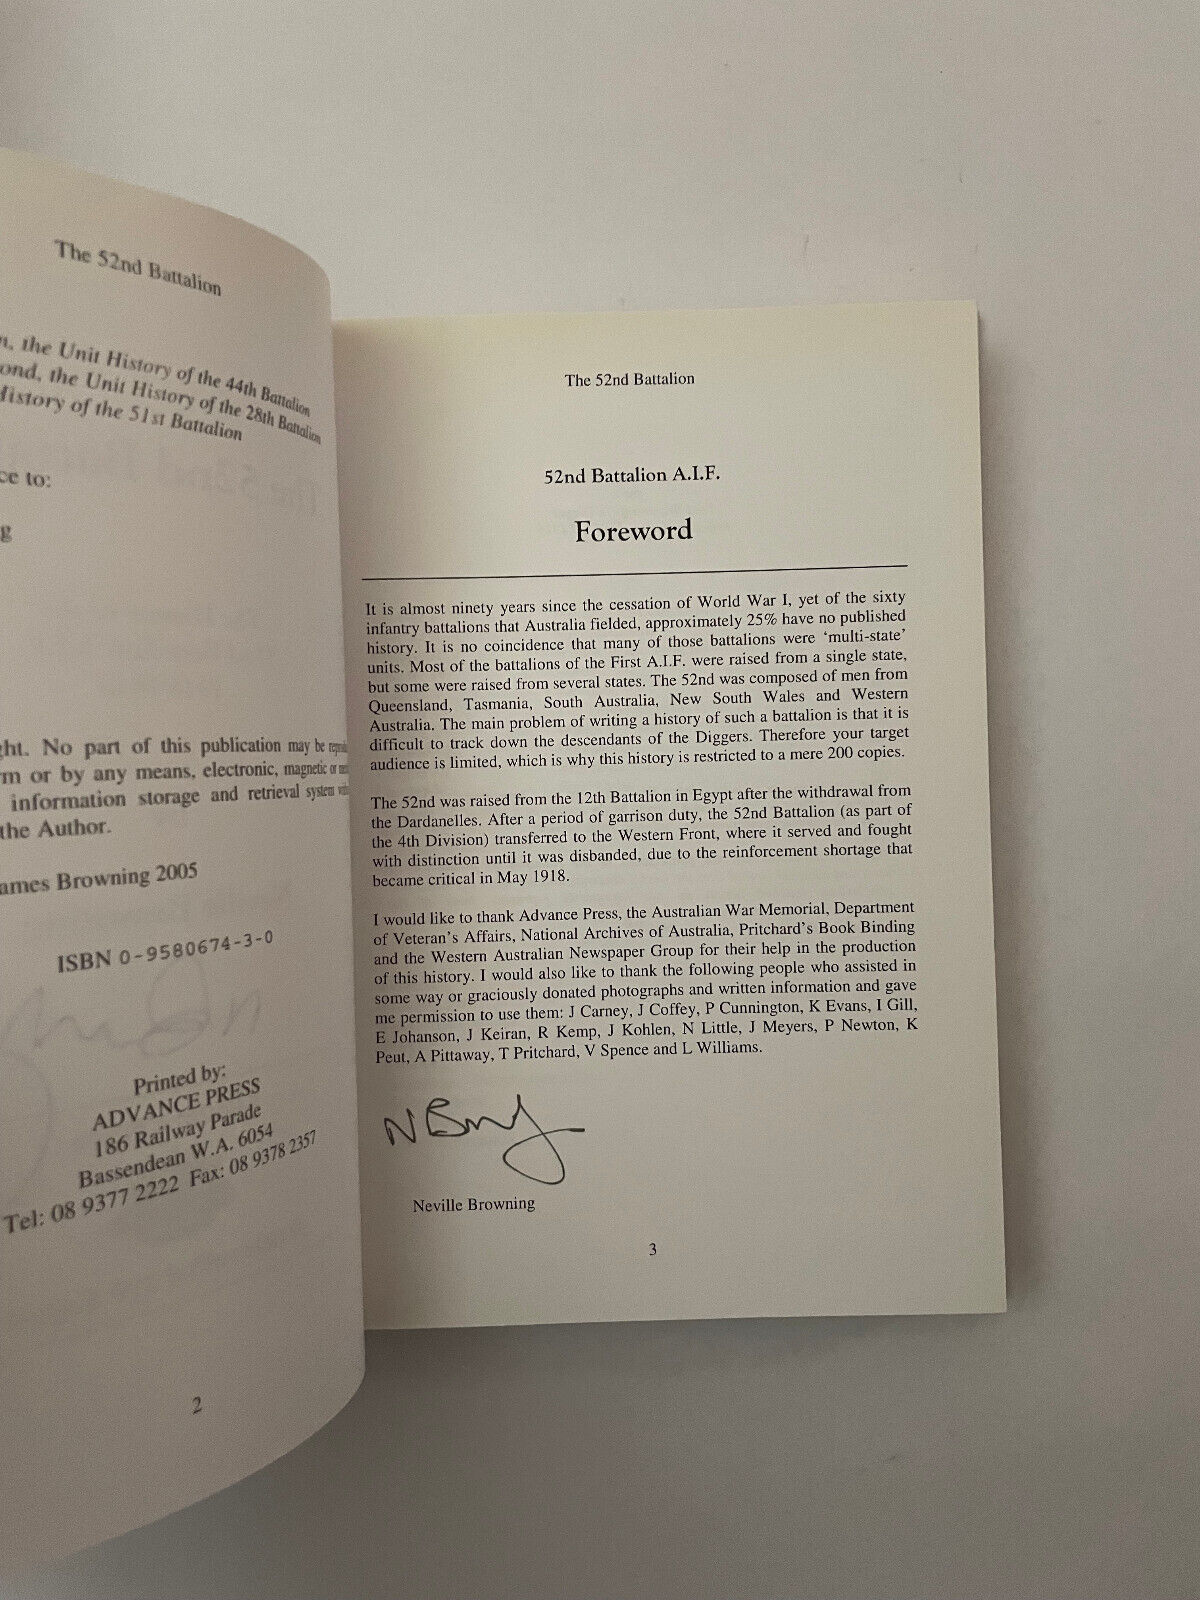 The 52nd Battalion
the Unit History of the 44th Battalion
the Unit History of the 28th Battalion
History of the 51st Battalion
to:
No part of this publication may be
or by any means, electronic, magnetic or
information storage and retrieval system
the Author.
Browning 2005
ISBN 0-9580674-3-0
Printed by:
ADVANCE PRESS
186 Railway Parade
Bassendean W.A. 6054
Tel: 08 9377 2222 Fax: 08 9378 2357
2
The 52nd Battalion
52nd Battalion A.I.F.
Foreword
It is almost ninety years since the cessation of World War I, yet of the sixty
infantry battalions that Australia fielded, approximately 25% have no published
history. It is no coincidence that many of those battalions were ‘multi-state’
units. Most of the battalions of the First A.I.F. were raised from a single state,
but some were raised from several states. The 52nd was composed of men from
Queensland, Tasmania, South Australia, New South Wales and Western
Australia. The main problem of writing a history of such a battalion is that it is
difficult to track down the descendants of the Diggers. Therefore your target
audience is limited, which is why this history is restricted to a mere 200 copies.
The 52nd was raised from the 12th Battalion in Egypt after the withdrawal from
the Dardanelles. After a period of garrison duty, the 52nd Battalion (as part of
the 4th Division) transferred to the Western Front, where it served and fought
with distinction until it was disbanded, due to the reinforcement shortage that
became critical in May 1918.
I would like to thank Advance Press, the Australian War Memorial, Department
of Veteran's Affairs, National Archives of Australia, Pritchard's Book Binding
and the Western Australian Newspaper Group for their help in the production
of this history. I would also like to thank the following people who assisted in
some way or graciously donated photographs and written information and gave
me permission to use them: J Carney, J Coffey, P Cunnington, K Evans, I Gill,
E Johanson, J Keiran, R Kemp, J Kohlen, N Little, J Meyers, P Newton, K
Peut, A Pittaway, T Pritchard, V Spence and L Williams.
Neville Browning
3